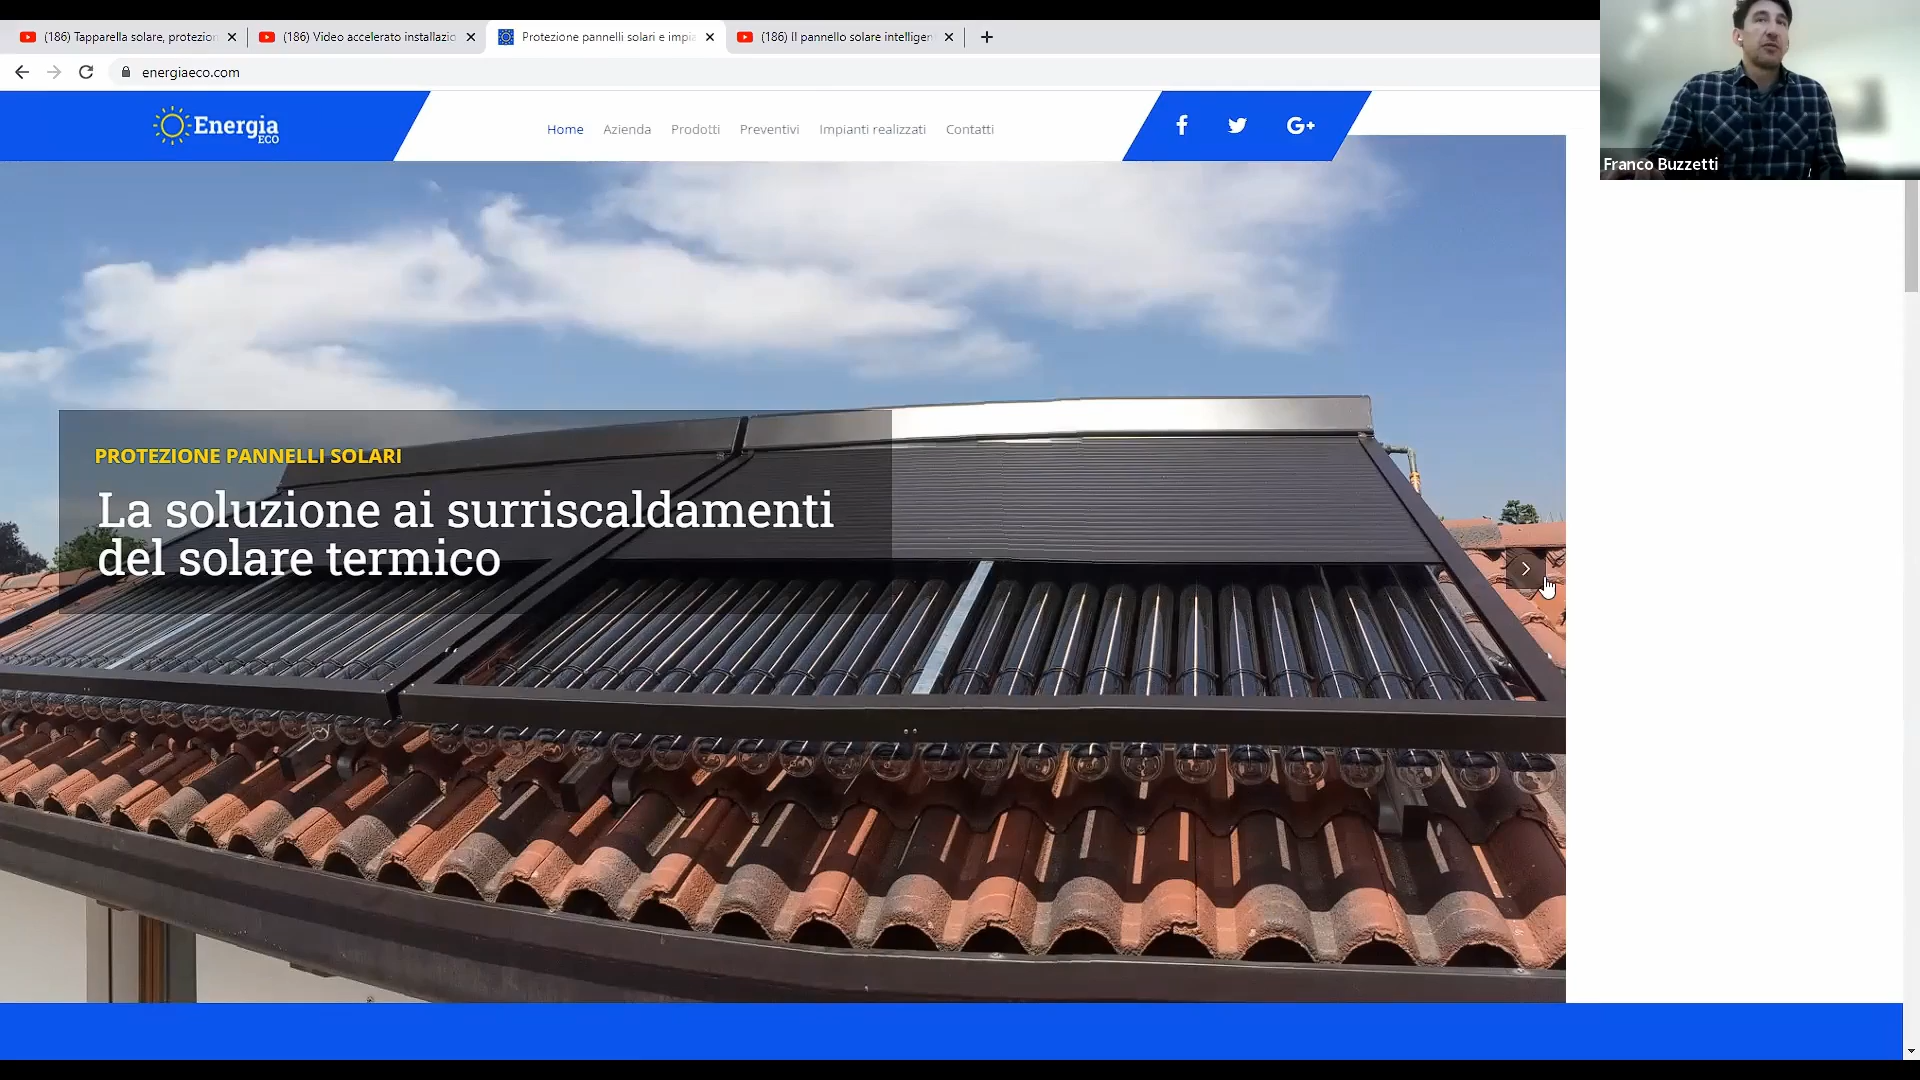 (186) Tapparella solare, protezion
(186) Video accelerato installazio
Protezione pannelli solari e impia
(186) Il pannello solare intelligen
energiaeco.com
Energia
ECO
Home
Azienda
Prodotti
Preventivi
Impianti realizzati
Contatti
f
G+
Franco Buzzetti
PROTEZIONE PANNELLI SOLARI
La soluzione ai surriscaldamenti
del solare termico